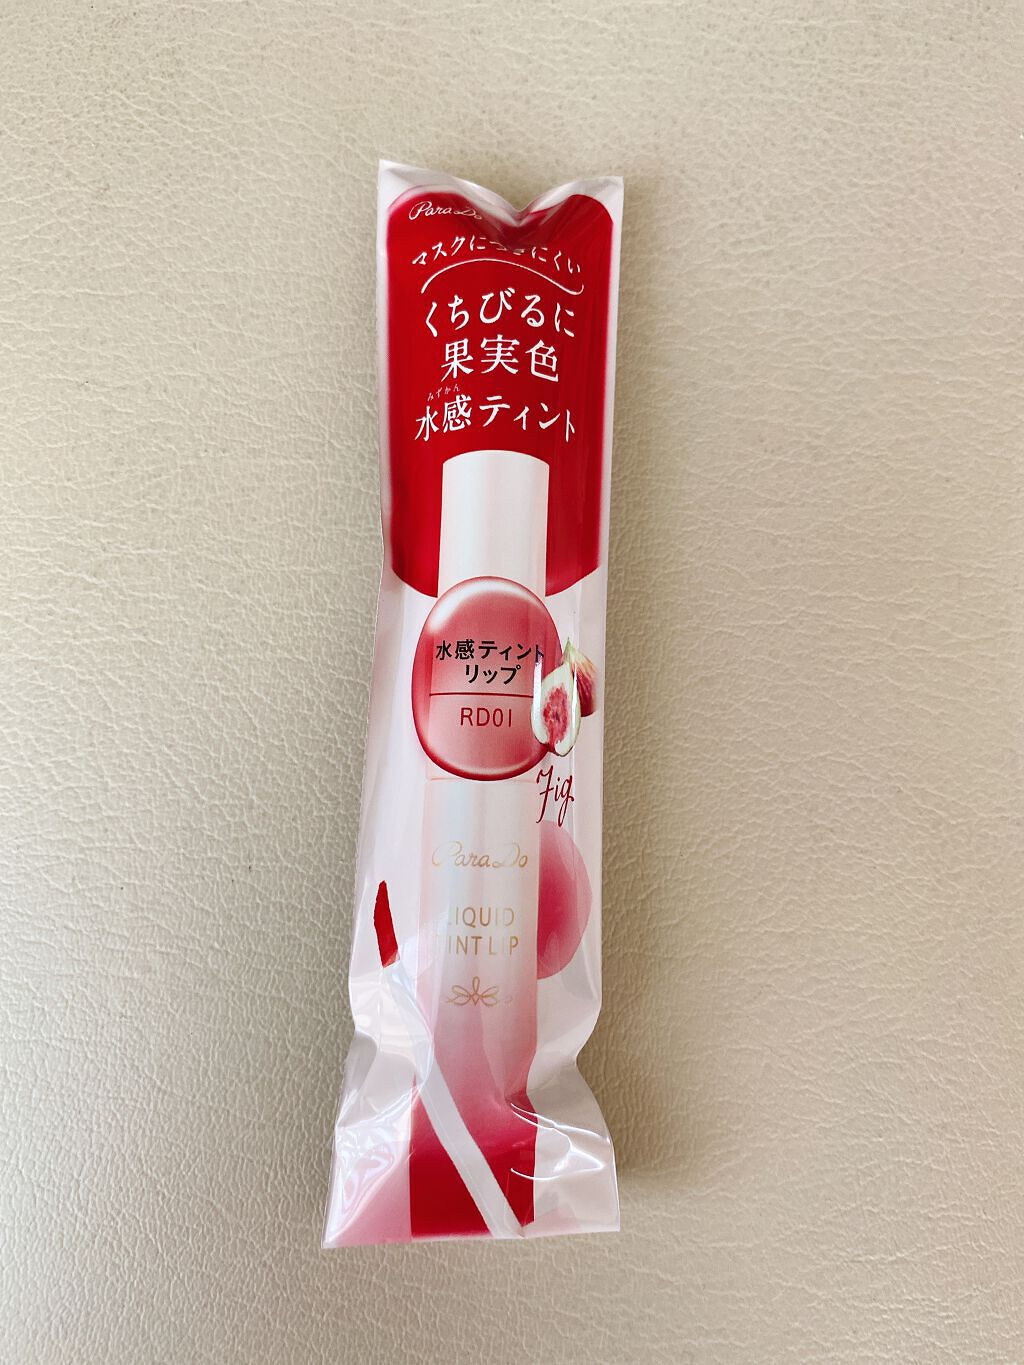 ParaDo
マスクにつきにくい
くちびるに
果実色
みずかん
水感ティント
水感ティント
リップ
RD01
Fig
ParaDo
LIQUID
TINT LIP